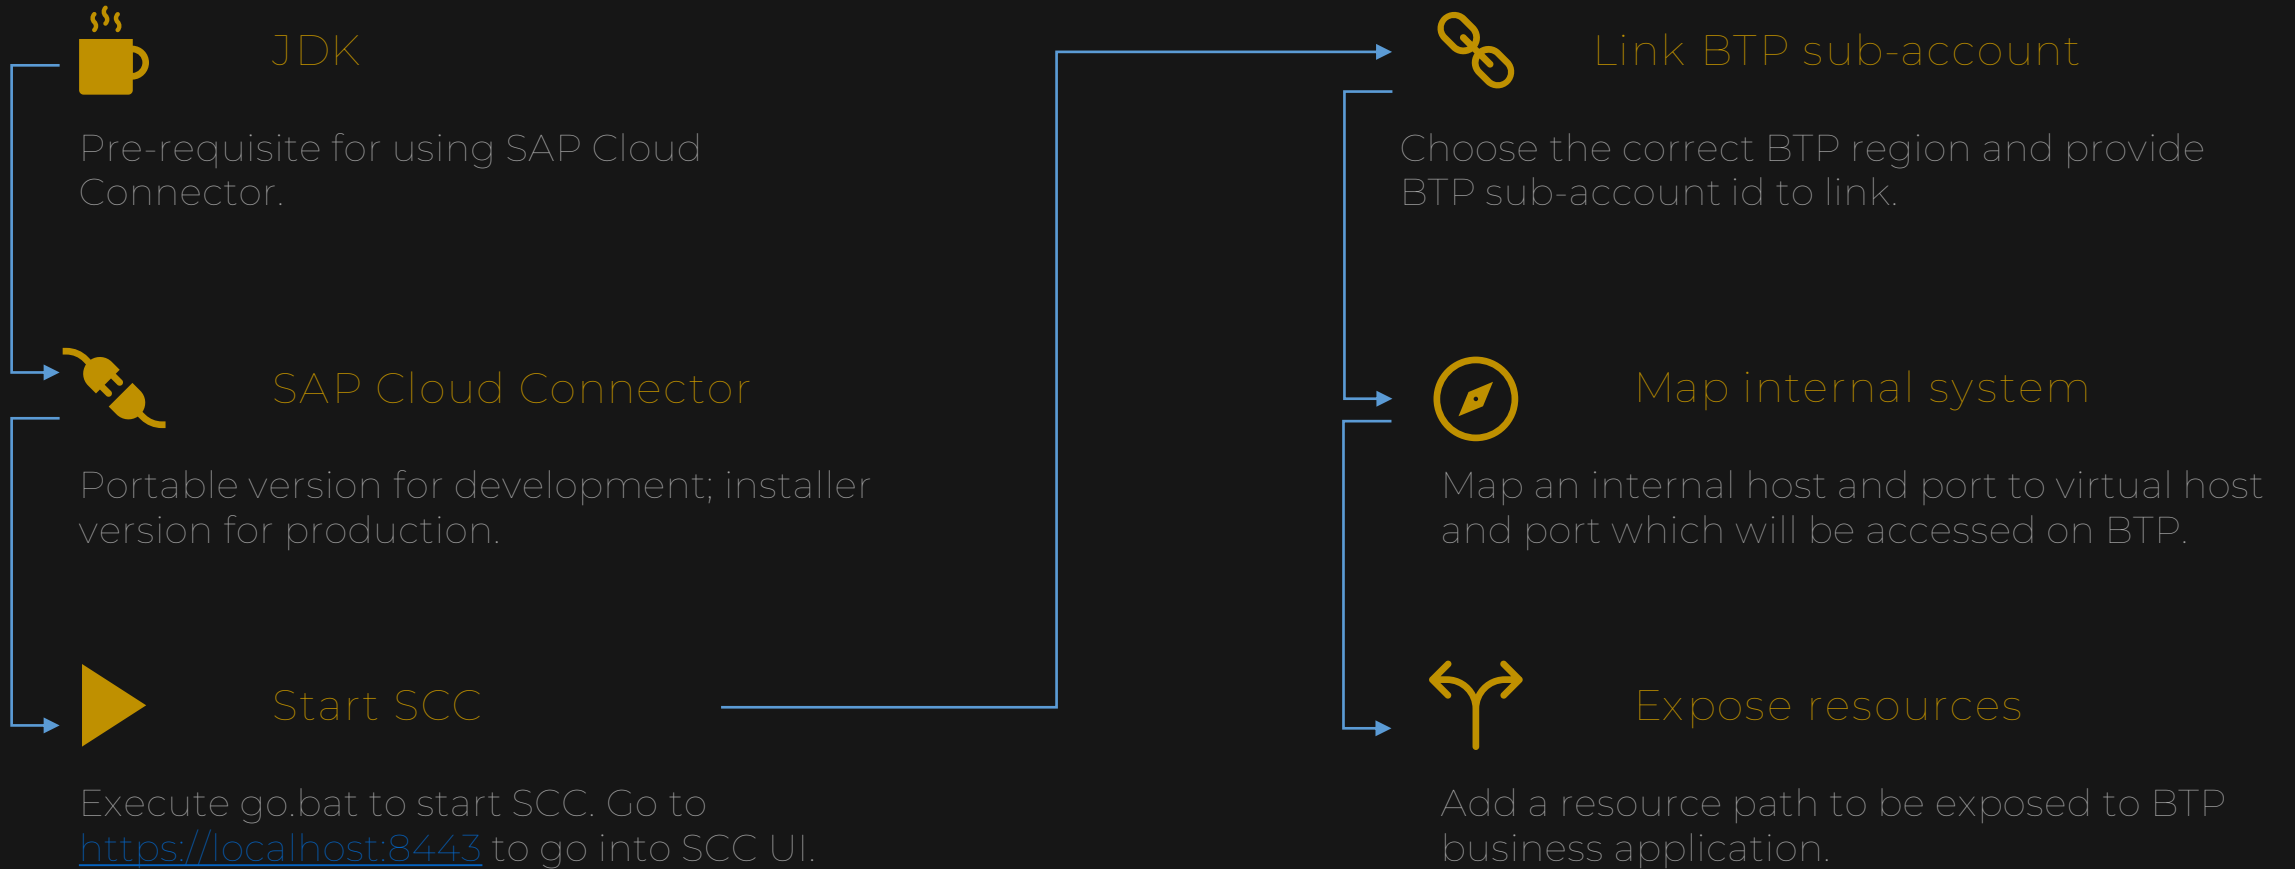 JDK
Pre-requisite for using SAP Cloud
Connector.
SAP Cloud Connector
Portable version for development; installer
version for production.
Start SCC
Execute go.bat to start SCC. Go to
https://localhost:8443 to go into SCC UI.
Link BTP sub-account
Choose the correct BTP region and provide
BTP sub-account id to link.
Map internal system
Map an internal host and port to virtual host
and port which will be accessed on BTP.
Expose resources
Add a resource path to be exposed to BTP
business application.